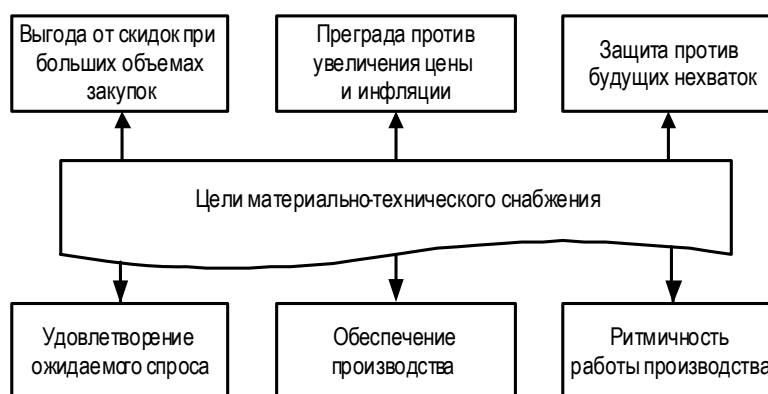 Выгода от скидок при
больших объемах
закупок
Преграда против
увеличения цены
и инфляции
Защита против
будущих нехваток
Цели материально-технического снабжения
Удовлетворение
ожидаемого спроса
Обеспечение
производства
Ритмичность
работы производства